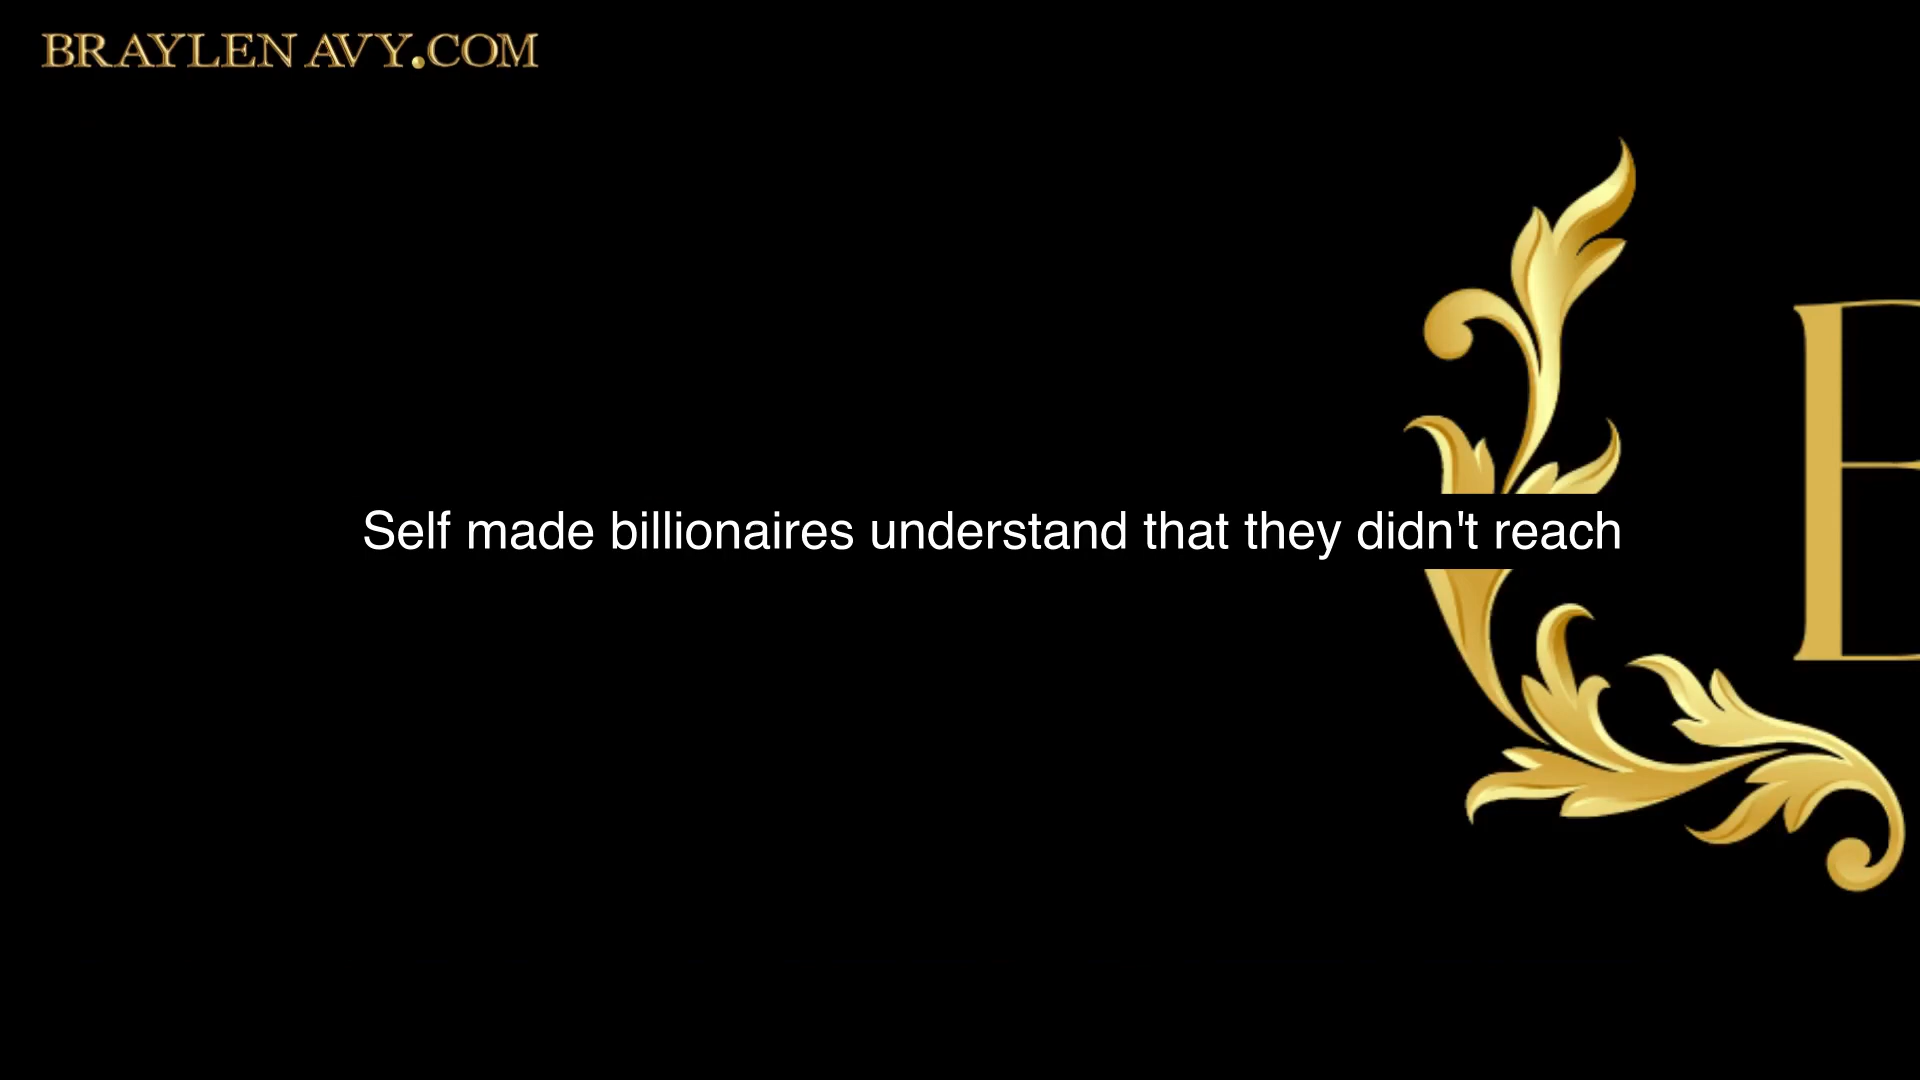 BRAYLEN AVY.COM
Self made billionaires understand that they didn't reach